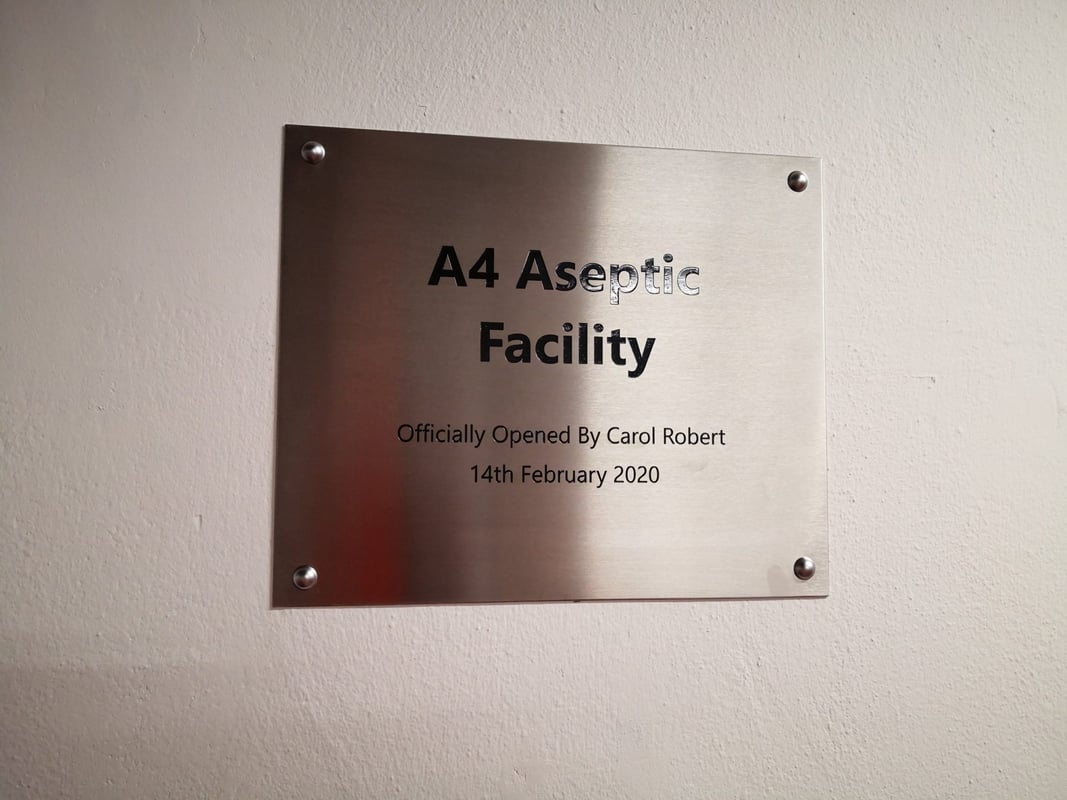 A4 Aseptic
Facility
Officially Opened By Carol Robert
14th February 2020